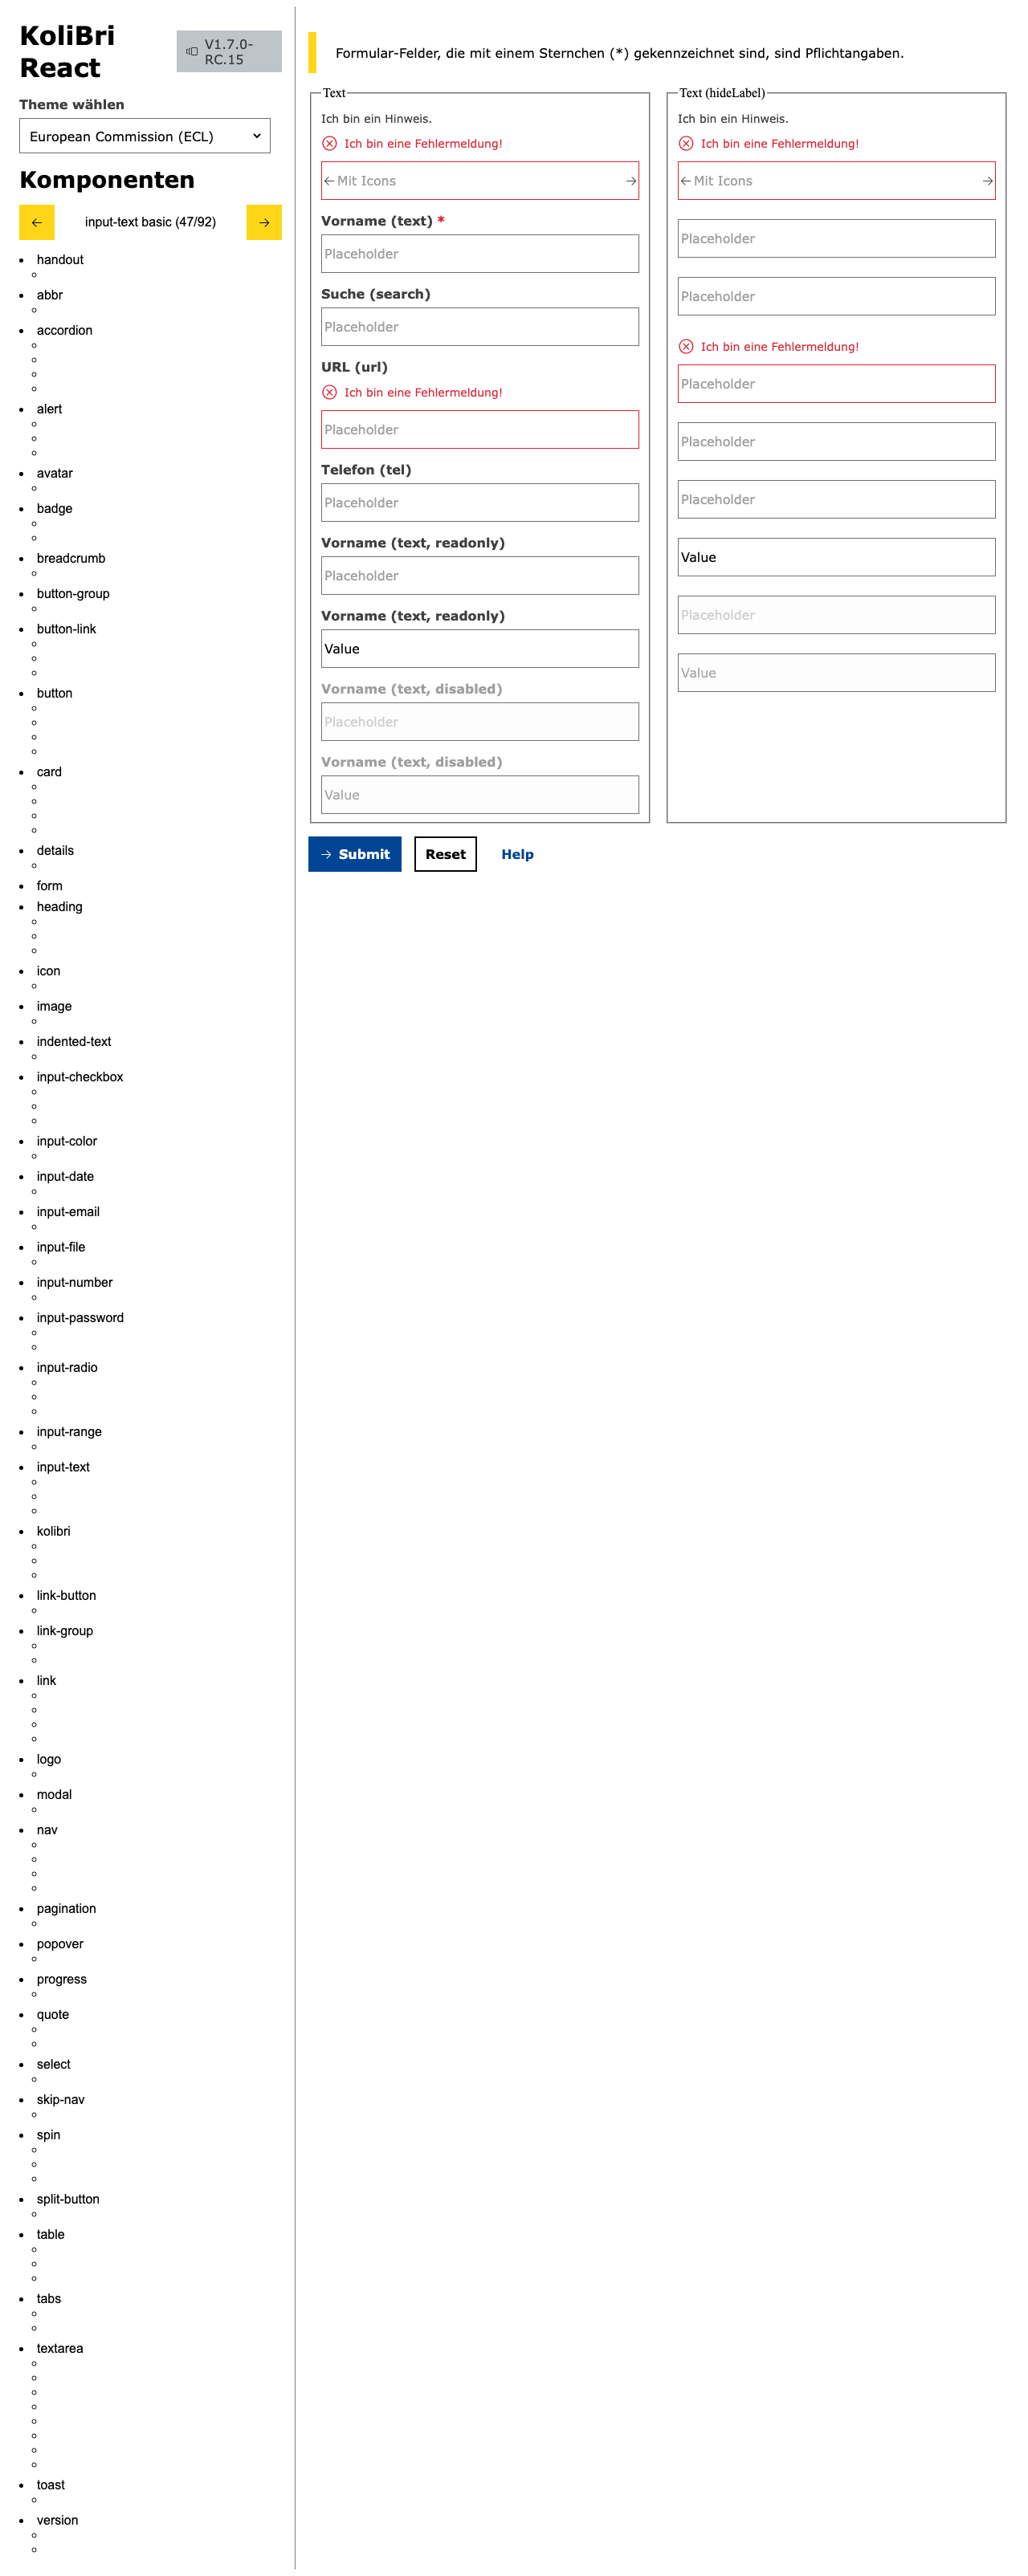 KoliBri
React
V1.7.0-
RC.15
Theme wählen
European Commission (ECL)
Komponenten
input-text basic (47/92)
handout
abbr
accordion
alert
avatar
badge
breadcrumb
button-group
button-link
button
card
details
form
heading
icon
image
indented-text
input-checkbox
input-color
input-date
input-email
input-file
input-number
input-password
input-radio
input-range
input-text
kolibri
link-button
link-group
link
logo
modal
nav
pagination
popover
progress
quote
select
skip-nav
spin
split-button
table
tabs
textarea
toast
version
Formular-Felder, die mit einem Sternchen (*) gekennzeichnet sind, sind Pflichtangaben.
Text
Ich bin ein Hinweis.
Ich bin eine Fehlermeldung!
Mit Icons
Vorname (text) *
Placeholder
Suche (search)
Placeholder
URL (url)
Ich bin eine Fehlermeldung!
Placeholder
Telefon (tel)
Placeholder
Vorname (text, readonly)
Placeholder
Vorname (text, readonly)
Value
Vorname (text, disabled)
Placeholder
Vorname (text, disabled)
Value
Text (hideLabel)
Ich bin ein Hinweis.
Ich bin eine Fehlermeldung!
Mit Icons
Placeholder
Placeholder
Ich bin eine Fehlermeldung!
Placeholder
Placeholder
Placeholder
Value
Placeholder
Value
Submit
Reset
Help